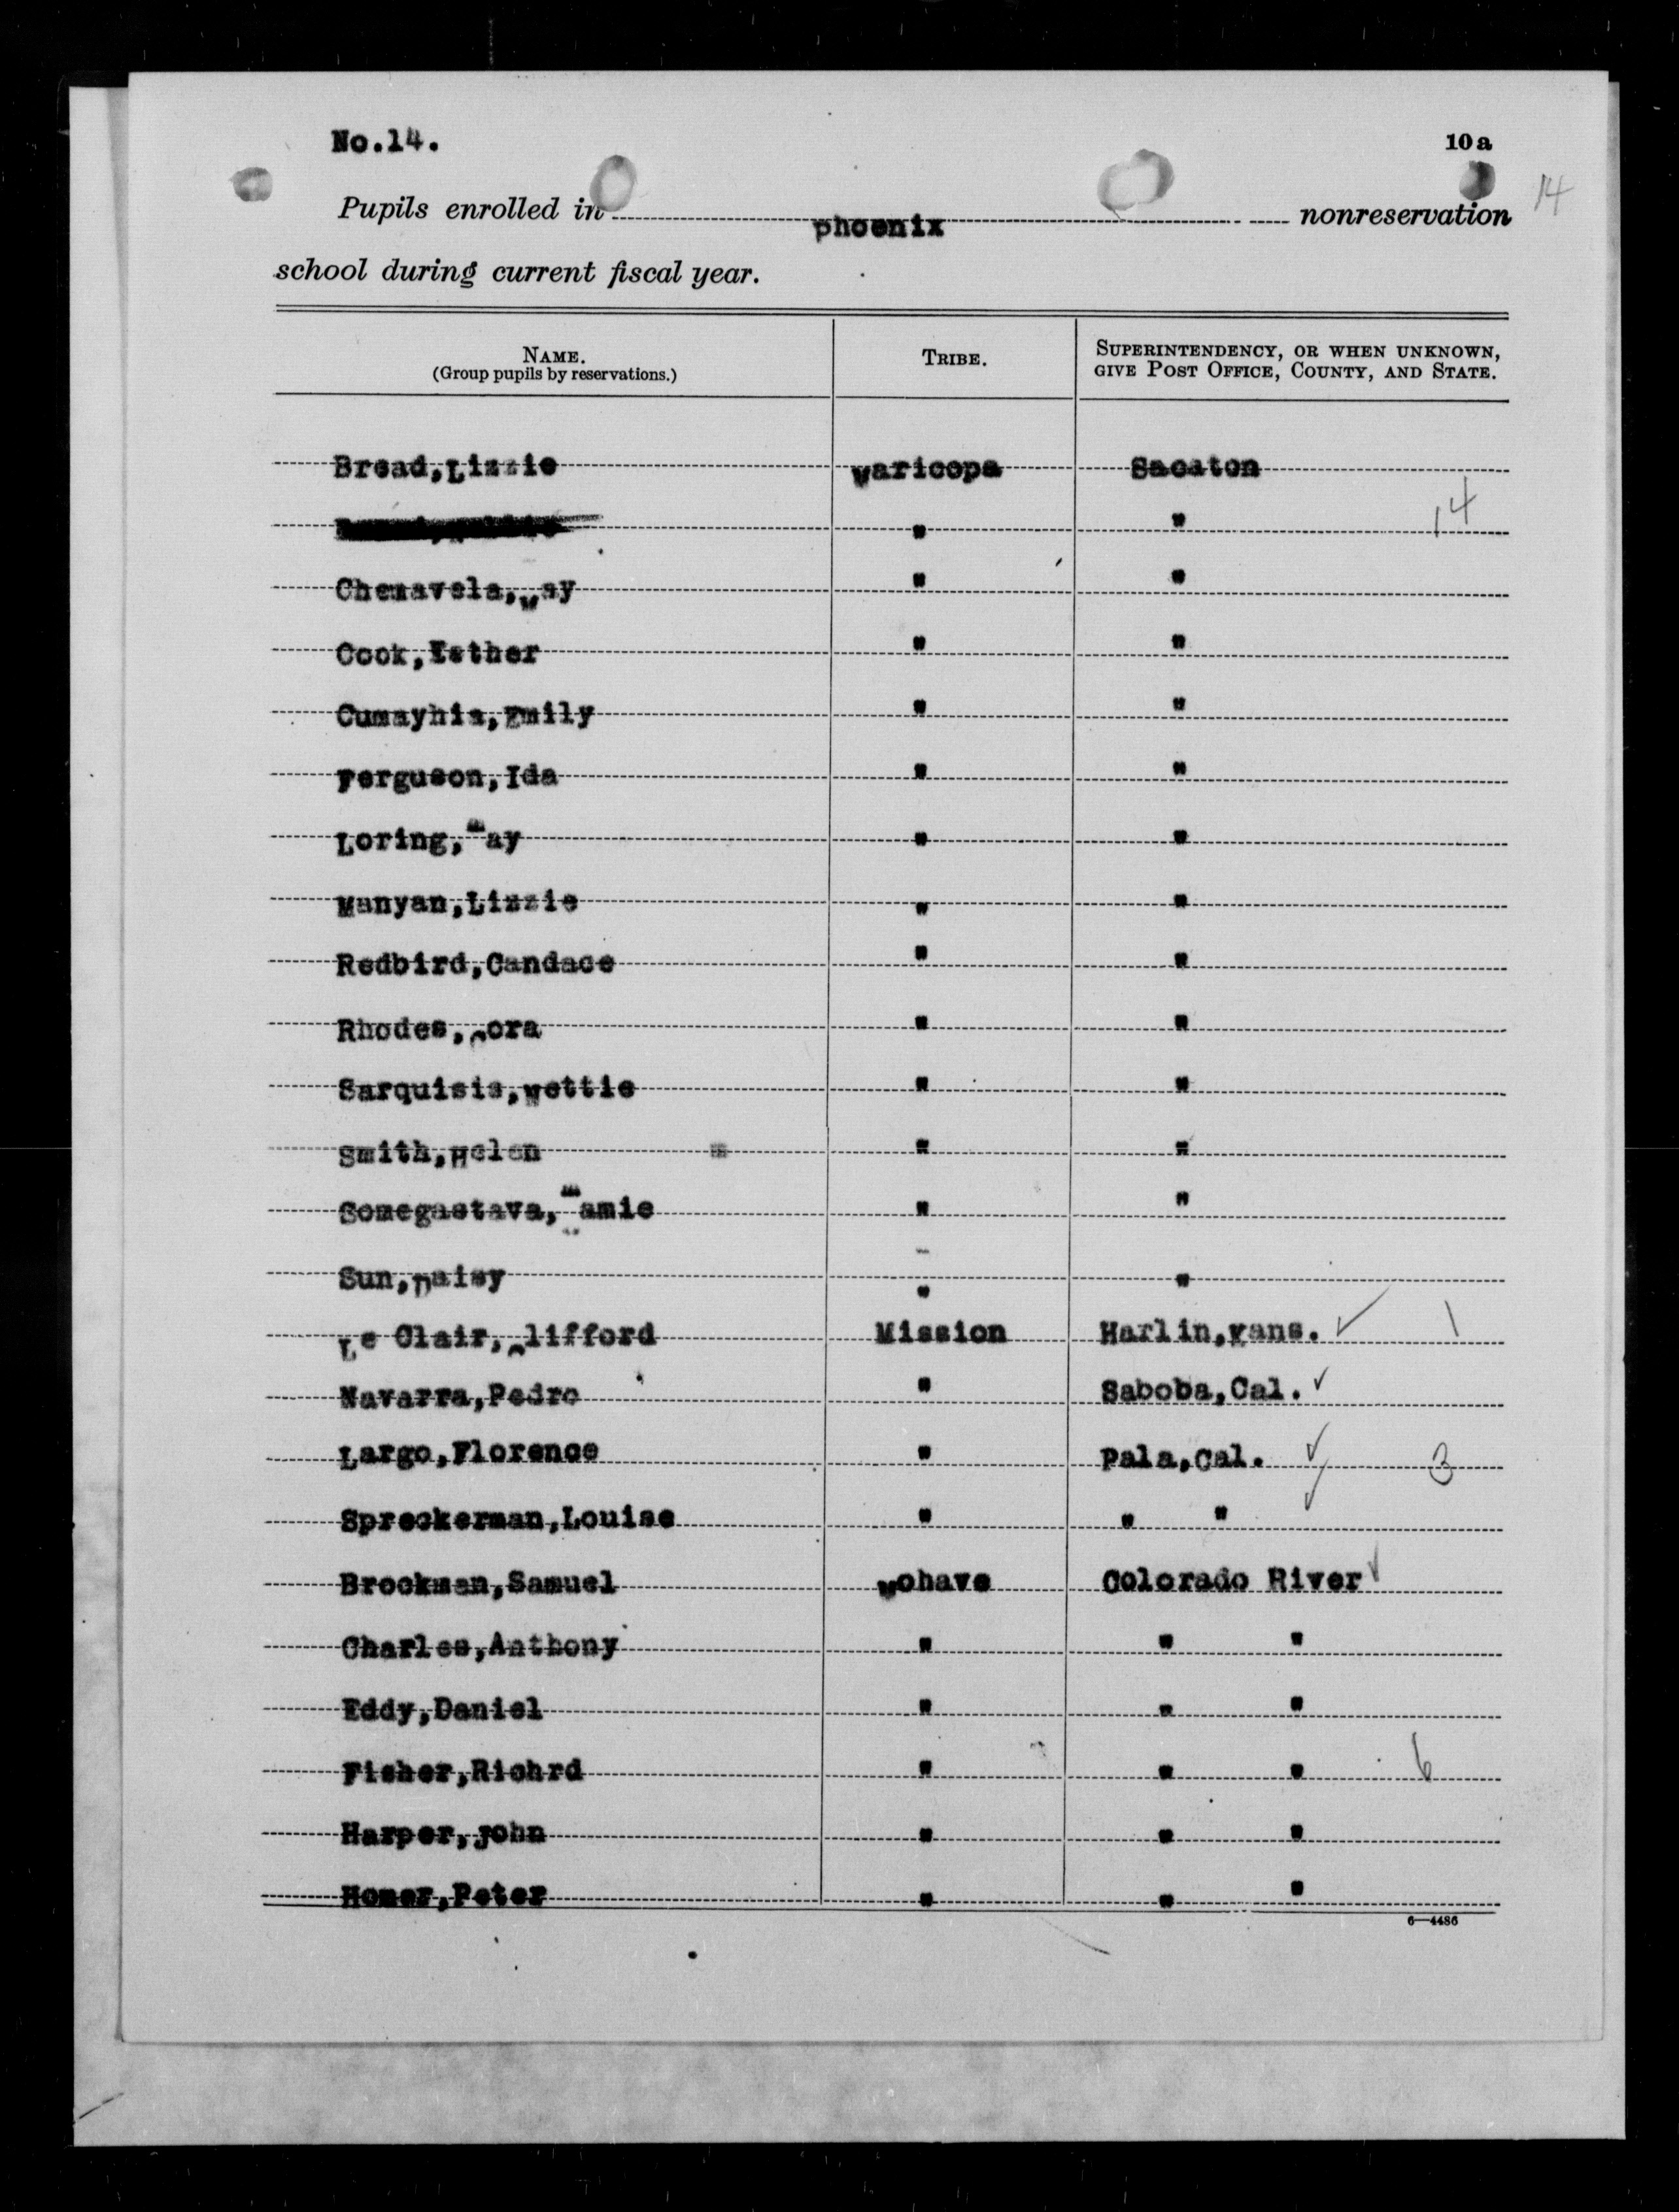 No.14.
10a
14
Pupils enrolled in phoenix nonreservation
school during current fiscal year.
NAME. TRIBE. SUPERINTENDENCY, OR WHEN UNKNOWN,
(Group pupils by reservations.) GIVE POST OFFICE, COUNTY, AND STATE.
Bread,Lizzie Maricopa Sacaton
" " 14
Chemavela,May " "
Cook,Esther " "
Cumayhia,Emily " "
Ferguson,Ida " "
Loring,may " "
Manyan,Lizzie " "
Redbird,Candace " "
Rhodes,Cora " "
Sarquisis,Nettie " "
Smith,Helen " "
Somegastava,mamie " "
Sun,Daisy " "
Le Clair,Clifford Mission Harlin,Kans. ✓ 1
Navarra,Pedro " Saboba,Cal. ✓
Largo,Florence " Pala,Cal. ✓ 3
Spreckerman,Louise " " " ✓
Brockman,Samuel Mohave Colorado River ✓
Charles,Anthony " " "
Eddy,Daniel " " "
Fisher,Richrd " " " 6
Harper,john " " "
Homer,Peter " " "
6—4486